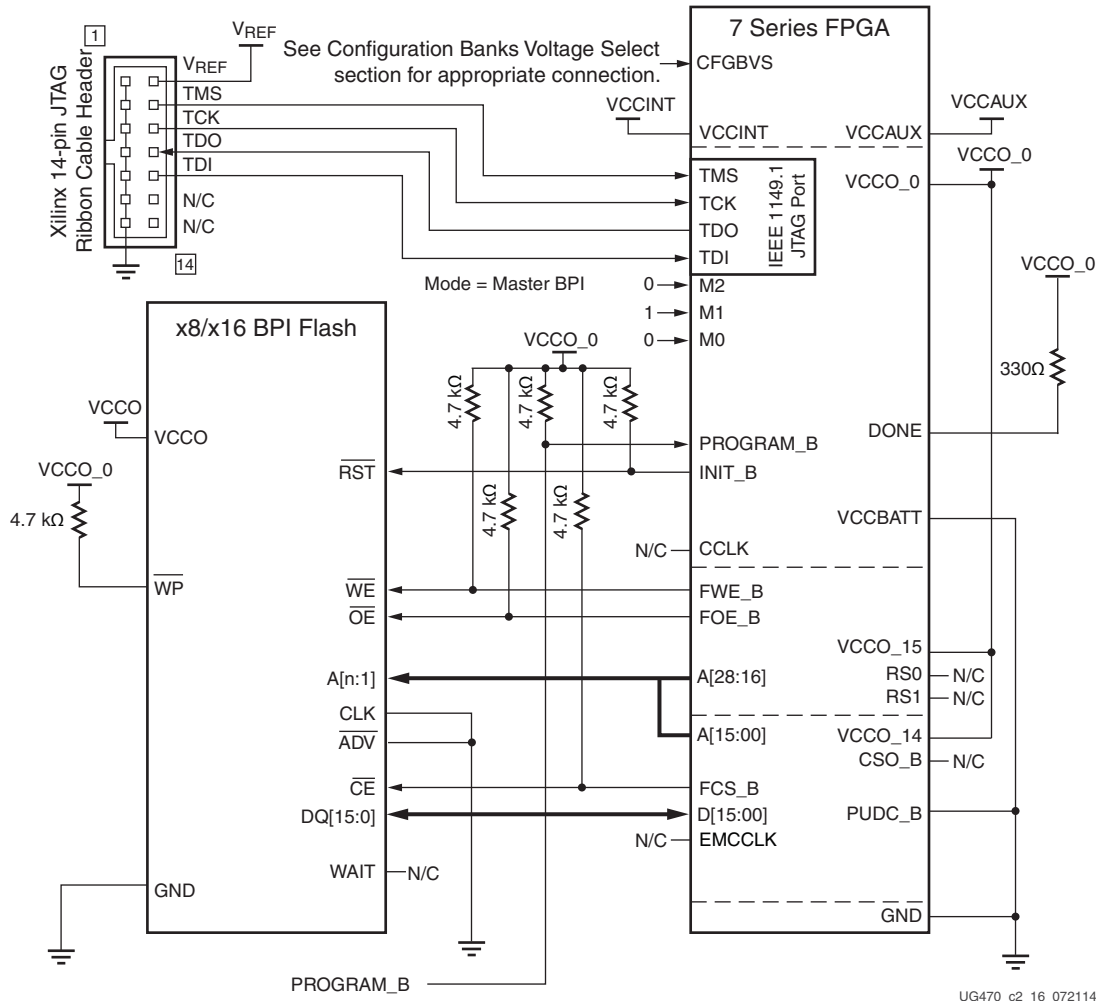 1
Xilinx 14-pin JTAG
Ribbon Cable Header
VREF
VREF
TMS
TCK
TDO
TDI
N/C
N/C
14
See Configuration Banks Voltage Select
section for appropriate connection.
VCCINT
7 Series FPGA
CFGBVS
VCCINT
VCCAUX
VCCAUX
VCCO_0
VCCO_0
TMS
TCK
TDO
TDI
IEEE 1149.1
JTAG Port
Mode = Master BPI
0
M2
1
M1
0
M0
VCCO_0
330Ω
DONE
x8/x16 BPI Flash
VCCO_0
4.7 kΩ
4.7 kΩ
4.7 kΩ
4.7 kΩ
4.7 kΩ
VCCO
VCCO
VCCO_0
4.7 kΩ
WP
RST
PROGRAM_B
INIT_B
VCCBATT
N/C
CCLK
WE
FWE_B
OE
FOE_B
VCCO_15
RS0
N/C
RS1
N/C
A[n:1]
A[28:16]
CLK
ADV
A[15:00]
VCCO_14
CSO_B
N/C
CE
FCS_B
DQ[15:0]
D[15:00]
PUDC_B
N/C
EMCCLK
WAIT
N/C
GND
GND
PROGRAM_B
UG470_c2_16_072114